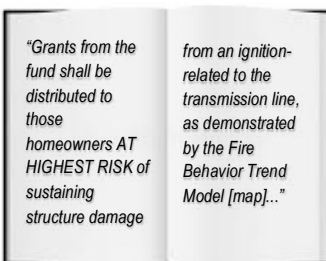 “Grants from the
fund shall be
distributed to
those
homeowners AT
HIGHEST RISK of
sustaining
structure damage
from an ignition-
related to the
transmission line,
as demonstrated
by the Fire
Behavior Trend
Model [map]...”